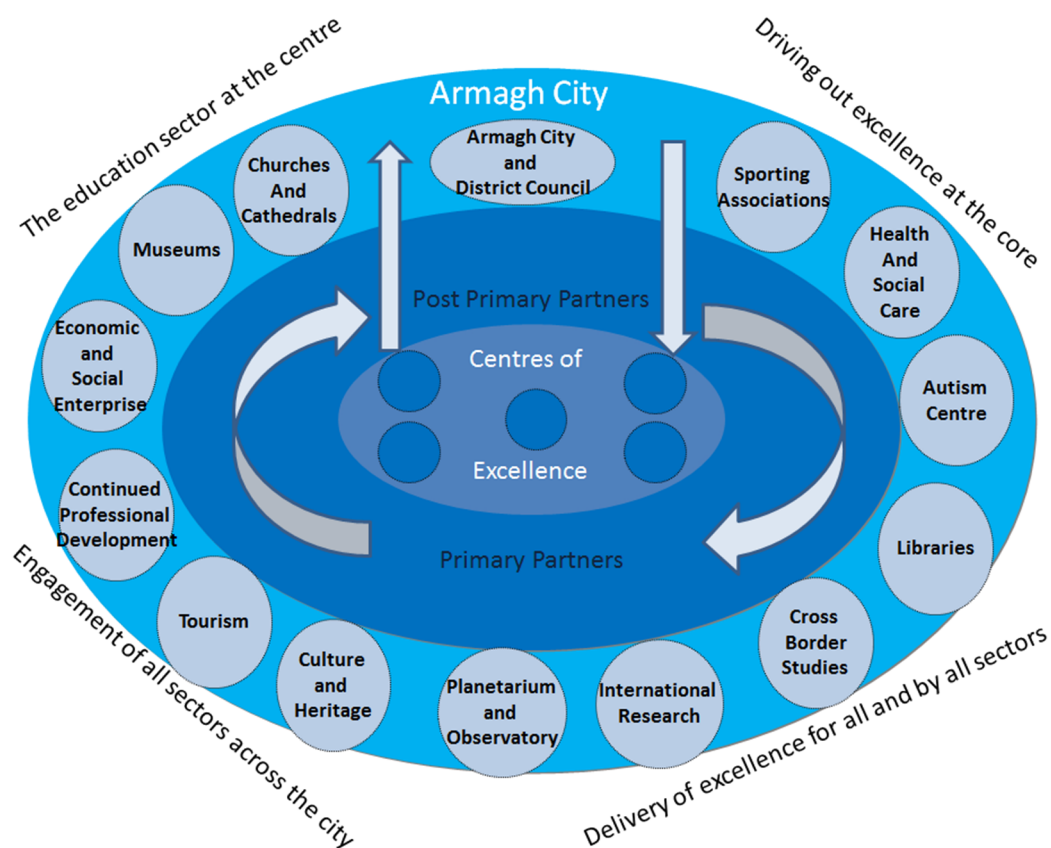 The education sector at the centre
Driving out excellence at the core
Armagh City
Armagh City
and
District Council
Churches
And
Cathedrals
Sporting
Associations
Museums
Health
And
Social
Care
Economic
and
Social
Enterprise
Autism
Centre
Post Primary Partners
Centres of
Excellence
Primary Partners
Continued
Professional
Development
Libraries
Tourism
Cross
Border
Studies
Culture
and
Heritage
Planetarium
and
Observatory
International
Research
Engagement of all sectors across the city
Delivery of excellence for all and by all sectors